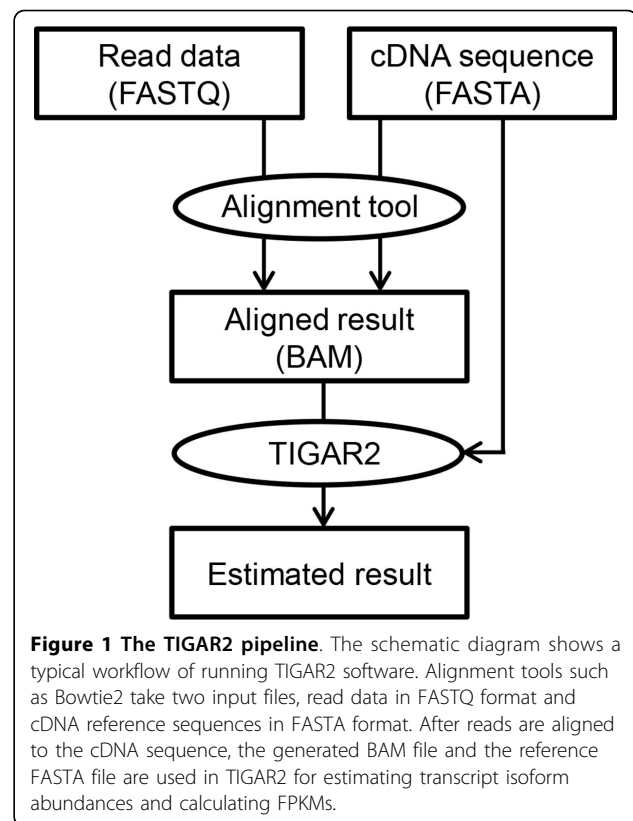 Read data
(FASTQ)
cDNA sequence
(FASTA)
Alignment tool
Aligned result
(BAM)
TIGAR2
Estimated result
Figure 1 The TIGAR2 pipeline. The schematic diagram shows a
typical workflow of running TIGAR2 software. Alignment tools such
as Bowtie2 take two input files, read data in FASTQ format and
cDNA reference sequences in FASTA format. After reads are aligned
to the cDNA sequence, the generated BAM file and the reference
FASTA file are used in TIGAR2 for estimating transcript isoform
abundances and calculating FPKMs.